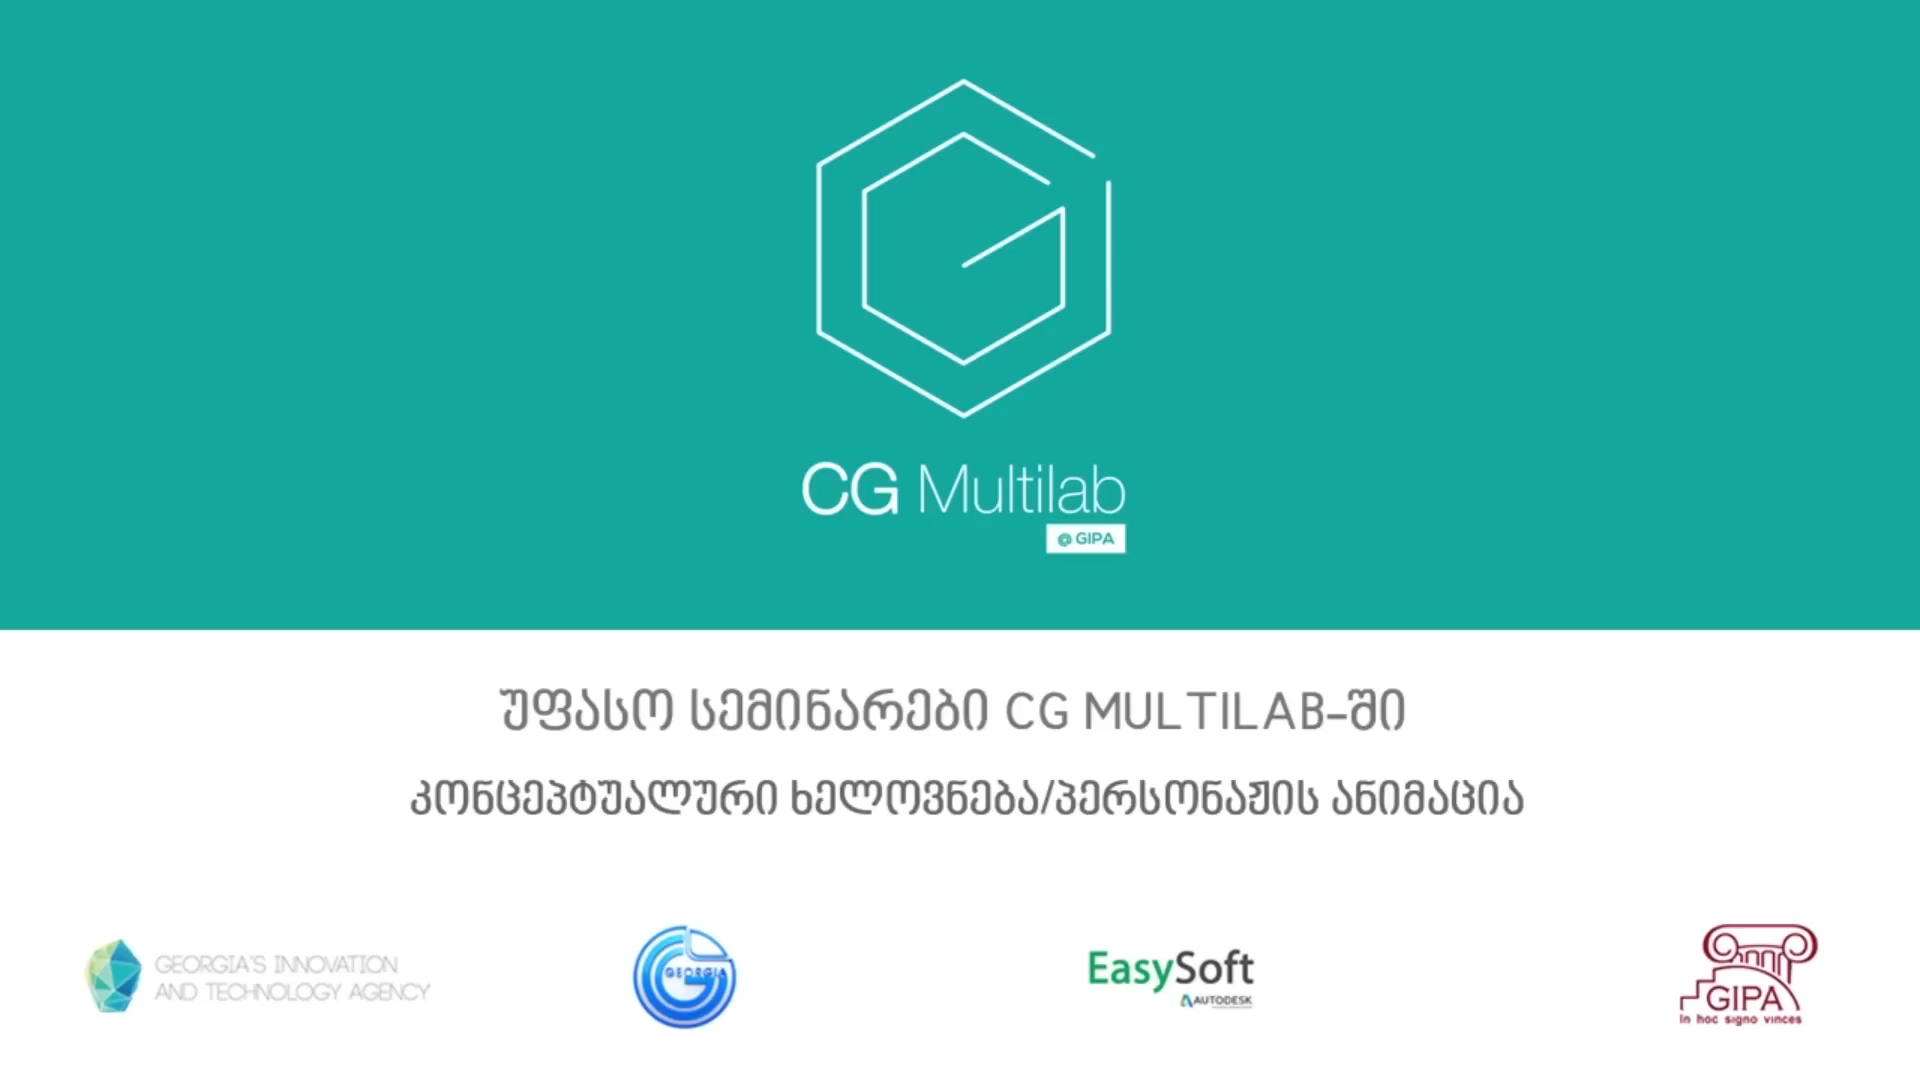 CG Multilab
@ GIPA
უფასო სემინარები CG MULTILAB-ში
კონცეპტუალური ხელოვნება/პერსონაჟის ანიმაცია
GEORGIA'S INNOVATION
AND TECHNOLOGY AGENCY
GEORGIA
EasySoft
AUTODESK
GIPA
In hoc signo vinces